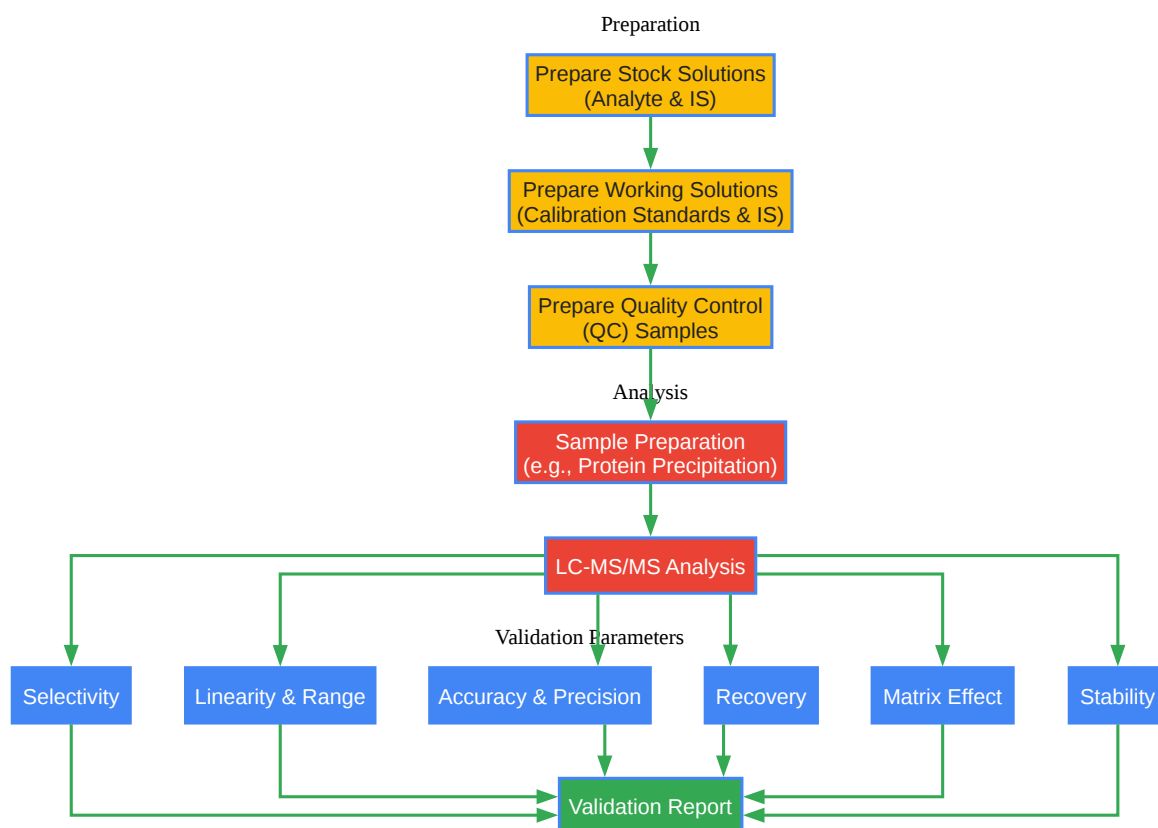 Preparation
Prepare Stock Solutions
(Analyte & IS)
Prepare Working Solutions
(Calibration Standards & IS)
Prepare Quality Control
(QC) Samples
Analysis
Sample Preparation
(e.g., Protein Precipitation)
LC-MS/MS Analysis
Validation Parameters
Selectivity
Linearity & Range
Accuracy & Precision
Recovery
Matrix Effect
Stability
Validation Report